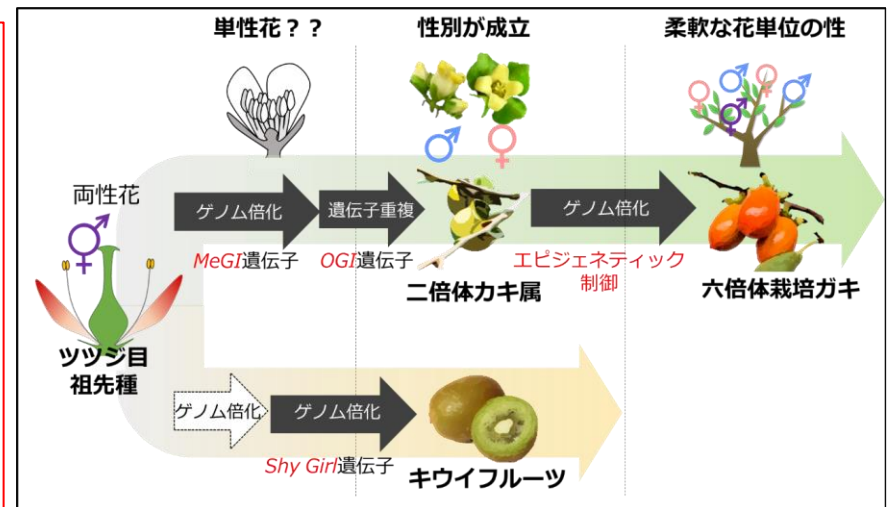 単性花？？
性別が成立
柔軟な花単位の性
両性花
ゲノム倍化
遺伝子重複
ゲノム倍化
MeGI遺伝子
OGI遺伝子
エピジェネティック
制御
二倍体カキ属
六倍体栽培ガキ
ツツジ目
祖先種
ゲノム倍化
ゲノム倍化
Shy Girl遺伝子
キウイフルーツ